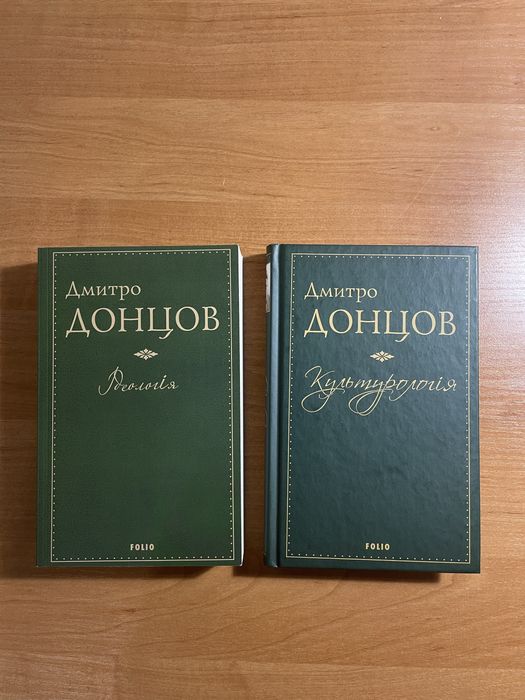 Дмитро
ДОНЦОВ
Ідеологія
FOLIO
Дмитро
ДОНЦОВ
Культурологія
FOLIO